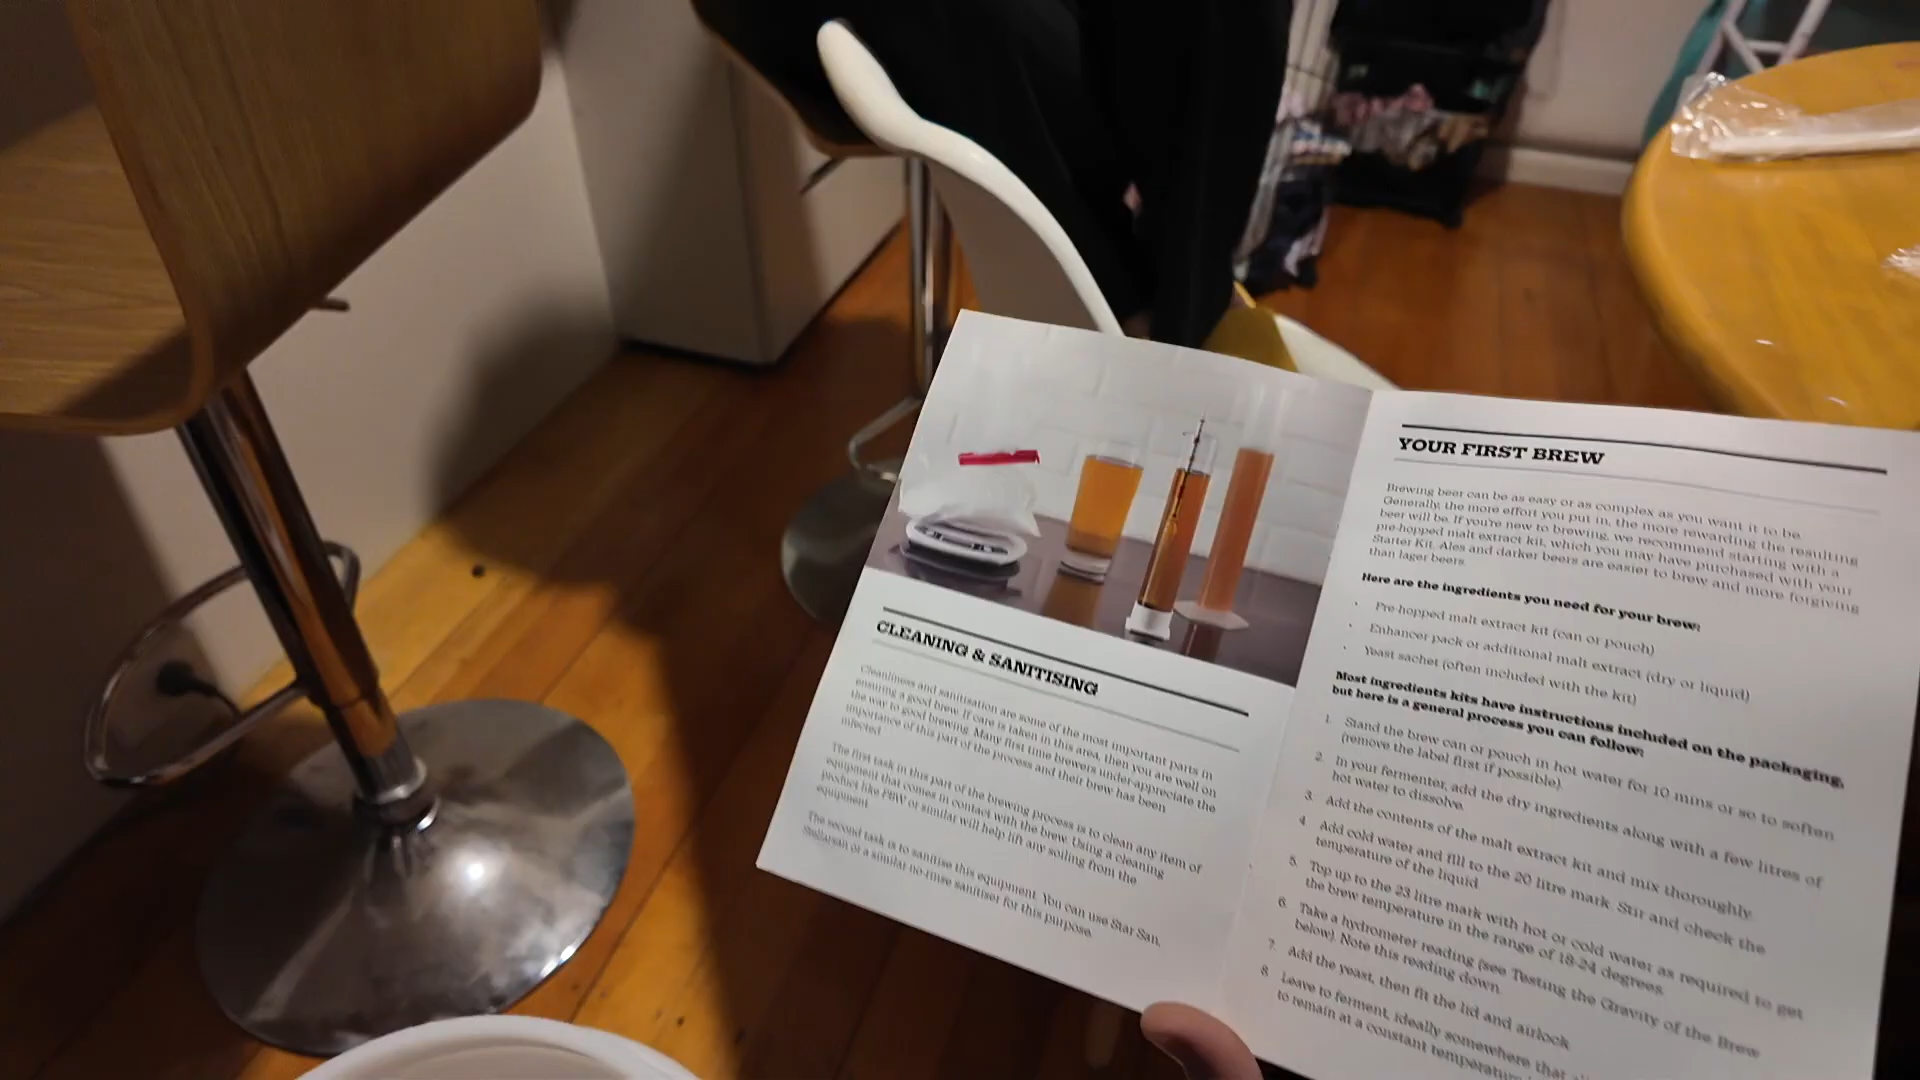 CLEANING & SANITISING
Cleanliness and sanitisation are some of the most important parts in
ensuring a good brew. If care is taken in this area, then you are well on
the way to good brewing. Many first time brewers under-appreciate the
importance of this part of the process and their brew has been
infected.
The first task in this part of the brewing process is to clean any item of
equipment that comes in contact with the brew. Using a cleaning
product like PBW or similar will help lift any soiling from the
equipment.
The second task is to sanitise this equipment. You can use Star San,
Stellarsan or a similar no-rinse sanitiser for this purpose.
YOUR FIRST BREW
Brewing beer can be as easy or as complex as you want it to be.
Generally, the more effort you put in, the more rewarding the resulting
beer will be. If you're new to brewing, we recommend starting with a
pre-hopped malt extract kit, which you may have purchased with your
Starter Kit. Ales and darker beers are easier to brew and more forgiving
than lager beers.
Here are the ingredients you need for your brew:
• Pre-hopped malt extract kit (can or pouch)
• Enhancer pack or additional malt extract (dry or liquid)
• Yeast sachet (often included with the kit)
Most ingredients kits have instructions included on the packaging,
but here is a general process you can follow:
1. Stand the brew can or pouch in hot water for 10 mins or so to soften
(remove the label first if possible).
2. In your fermenter, add the dry ingredients along with a few litres of
hot water to dissolve.
3. Add the contents of the malt extract kit and mix thoroughly.
4. Add cold water and fill to the 20 litre mark. Stir and check the
temperature of the liquid.
5. Top up to the 23 litre mark with hot or cold water as required to get
the brew temperature in the range of 18-24 degrees.
6. Take a hydrometer reading (see Testing the Gravity of the Brew
below). Note this reading down.
7. Add the yeast, then fit the lid and airlock.
8. Leave to ferment, ideally somewhere that
to remain at a constant temperature